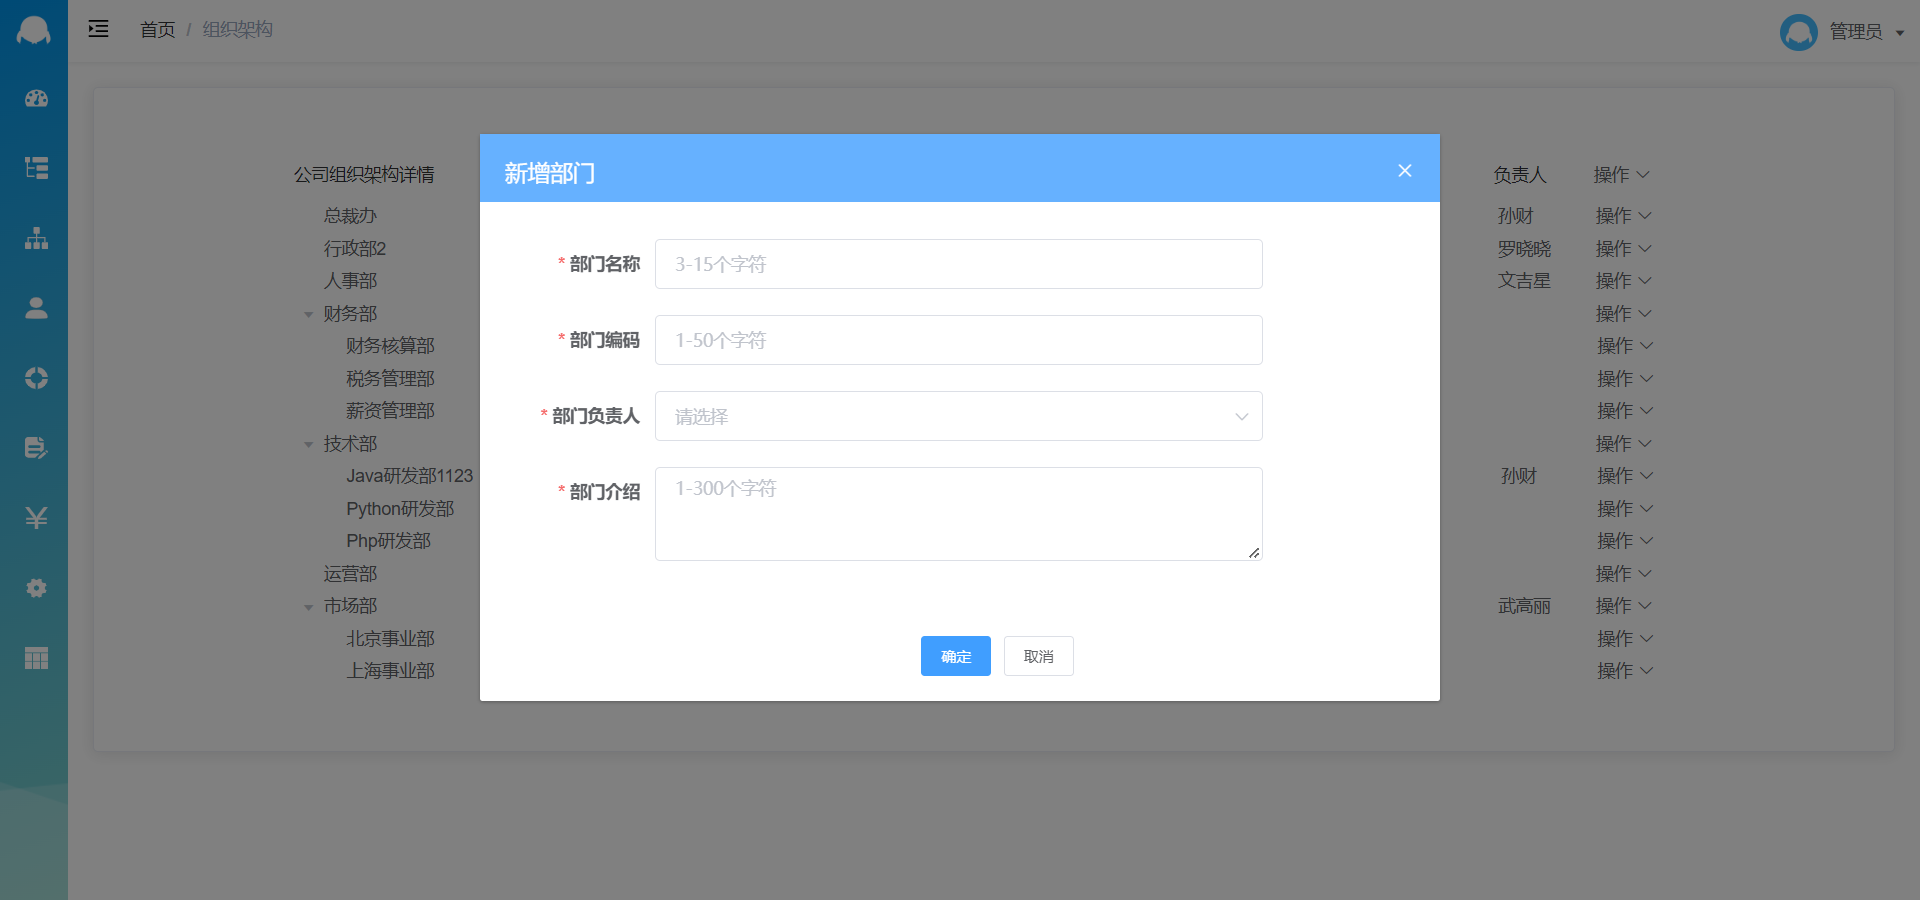 首页 / 组织架构
管理员
公司组织架构详情
负责人 操作
总裁办 孙财 操作
行政部2 罗晓晓 操作
人事部 文吉星 操作
财务部 操作
财务核算部 操作
税务管理部 操作
薪资管理部 操作
技术部 操作
Java研发部1123 孙财 操作
Python研发部 操作
Php研发部 操作
运营部 操作
市场部 武高丽 操作
北京事业部 操作
上海事业部 操作
新增部门
* 部门名称 3-15个字符
* 部门编码 1-50个字符
* 部门负责人 请选择
* 部门介绍 1-300个字符
确定 取消